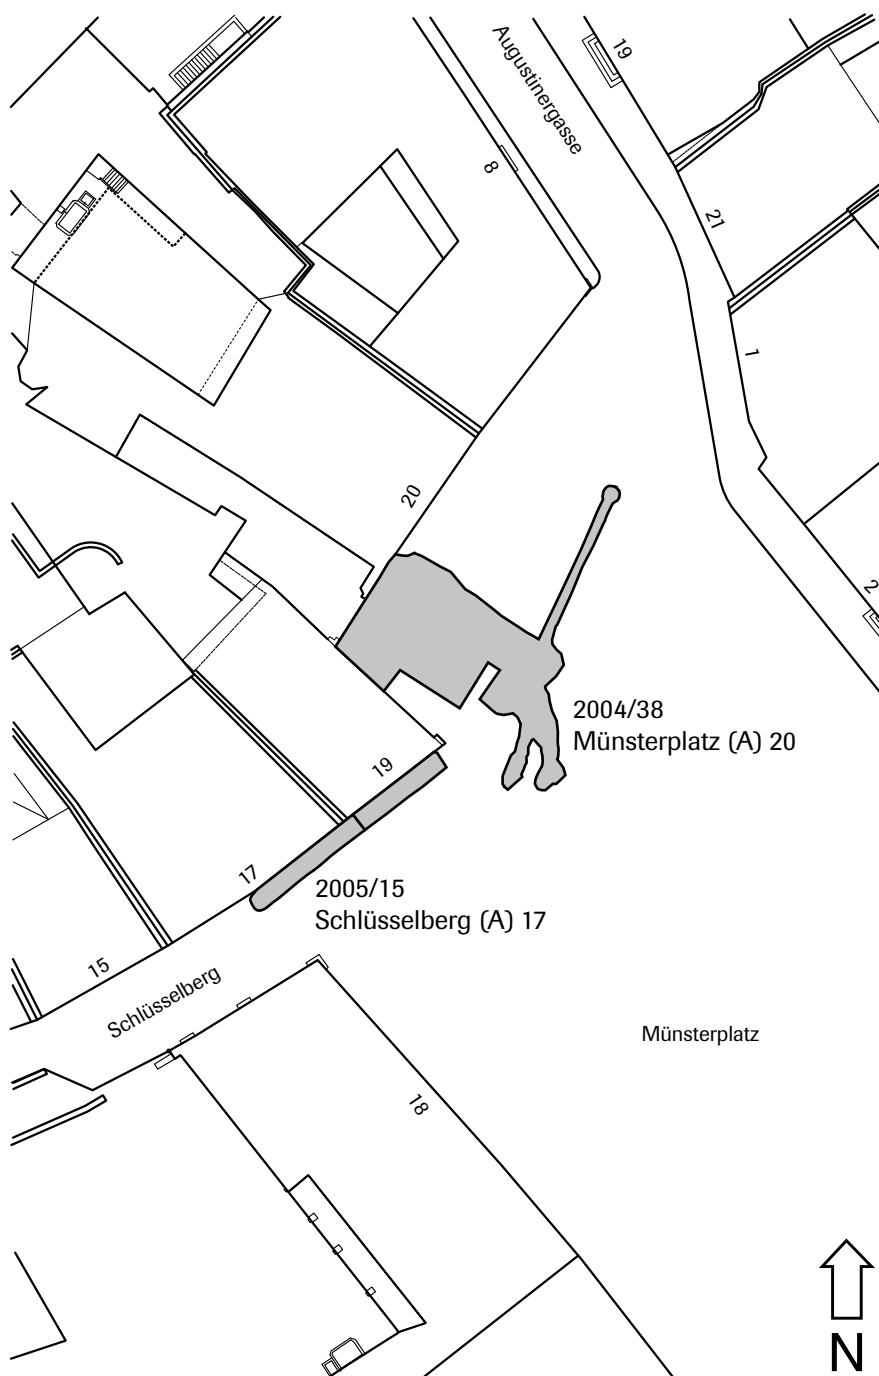 19
Augustinergasse
8
21
1
20
2
2004/38
Münsterplatz (A) 20
19
17
2005/15
Schlüsselberg (A) 17
15
Schlüsselberg
Münsterplatz
18
N